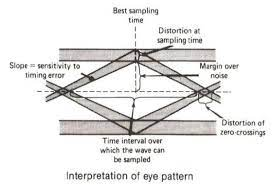 Best sampling
time
Distortion at
sampling time
Slope = sensitivity to
timing error
Margin over
noise
Distortion of
zero-crossings
Time interval over
which the wave can
be sampled
Interpretation of eye pattern